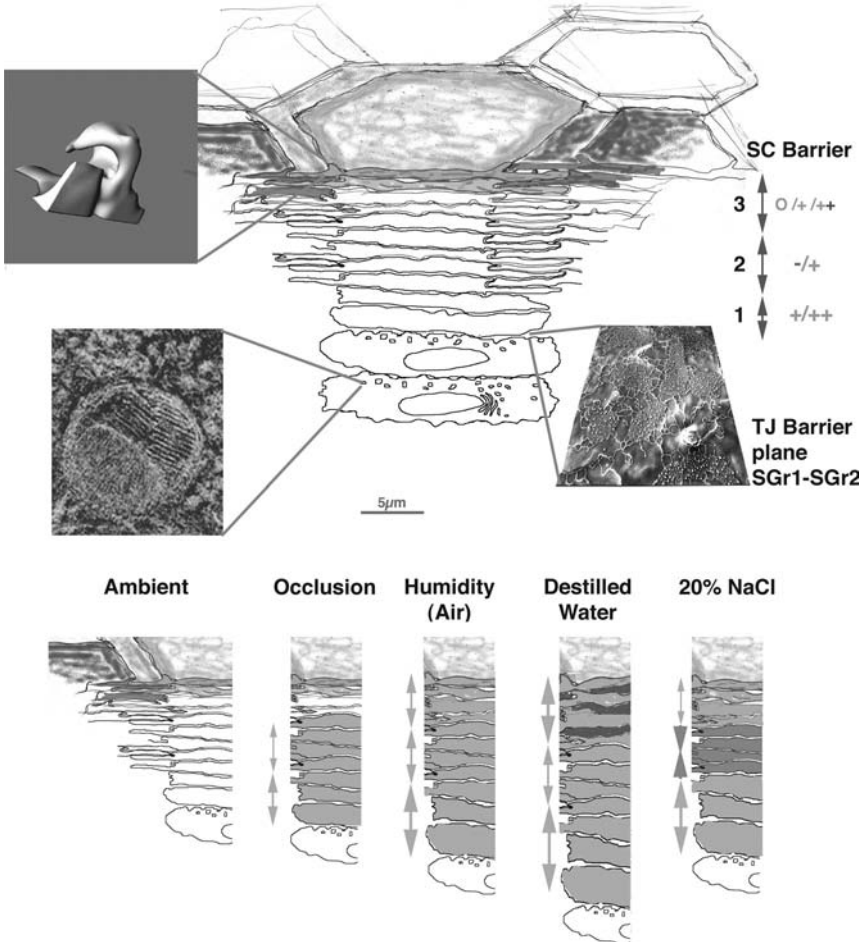 SC Barrier
3 O /+ /++
2 -/+
1 +/++
TJ Barrier
plane
SGr1-SGr2
5µm
Ambient
Occlusion
Humidity
(Air)
Destilled
Water
20% NaCl